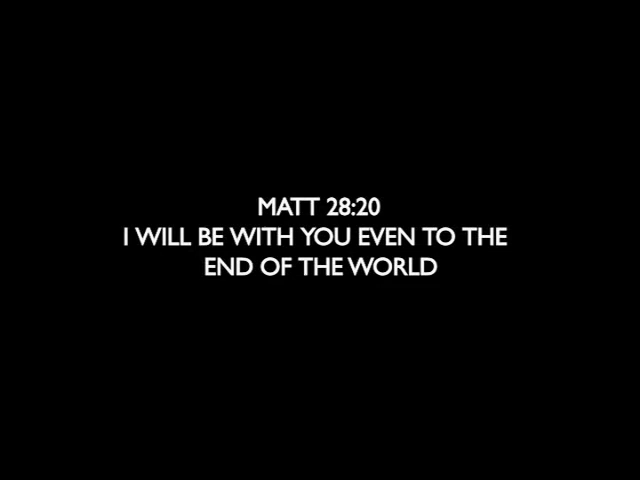 MATT 28:20
I WILL BE WITH YOU EVEN TO THE
END OF THE WORLD